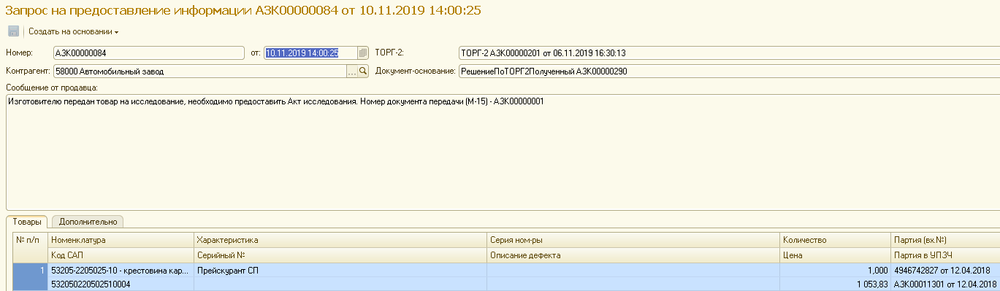 Запрос на предоставление информации АЗК00000084 от 10.11.2019 14:00:25
Создать на основании
Номер: АЗК00000084 от: 10.11.2019 14:00:25 ТОРГ-2: ТОРГ-2 АЗК00000201 от 06.11.2019 16:30:13
Контрагент: 58000 Автомобильный завод ... Документ-основание: РешениеПоТОРГ2Полученный АЗК00000290
Сообщение от продавца:
Изготовителю передан товар на исследование, необходимо предоставить Акт исследования. Номер документа передачи (М-15) - АЗК00000001
Товары Дополнительно
№ п/п Номенклатура Характеристика Серия ном-ры Количество Партия (вх.№)
Код САП Серийный № Описание дефекта Цена Партия в УПЗЧ
1 53205-2205025-10 - крестовина кар... Прейскурант СП 1,000 4946742827 от 12.04.2018
532050220502510004 1 053,83 АЗК00011301 от 12.04.2018